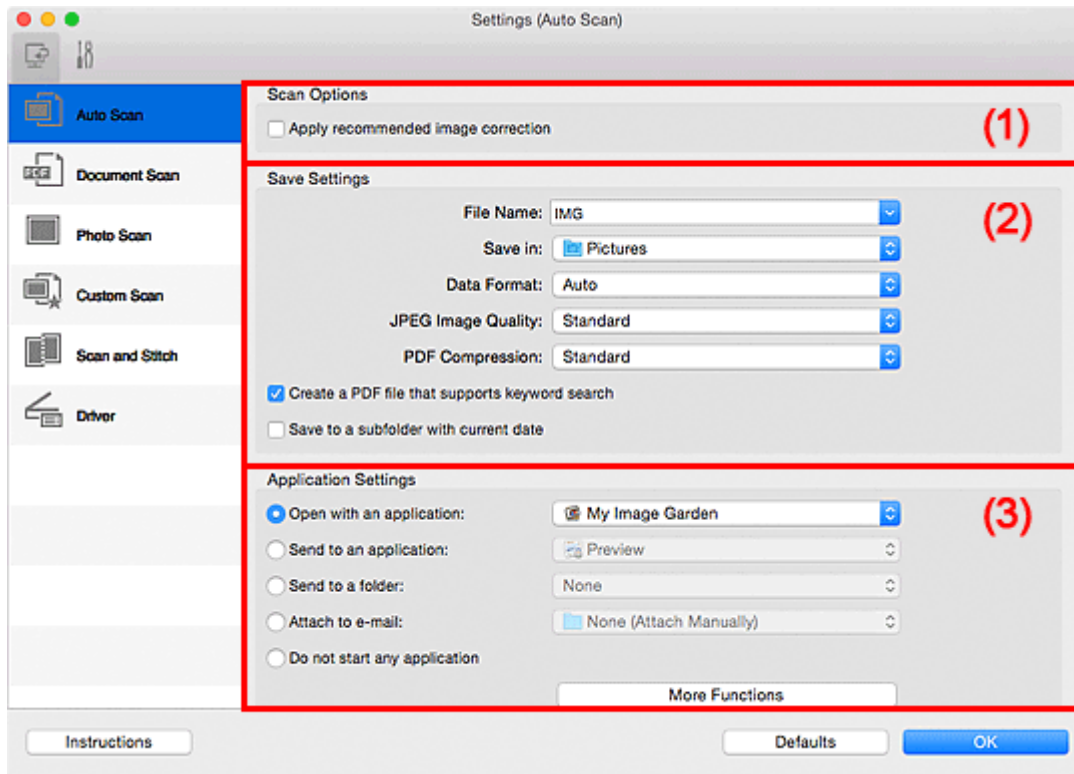 Settings (Auto Scan)
Auto Scan
Document Scan
Photo Scan
Custom Scan
Scan and Stitch
Driver
Scan Options
Apply recommended image correction
(1)
Save Settings
(2)
File Name: IMG
Save in: Pictures
Data Format: Auto
JPEG Image Quality: Standard
PDF Compression: Standard
Create a PDF file that supports keyword search
Save to a subfolder with current date
Application Settings
(3)
Open with an application: My Image Garden
Send to an application: Preview
Send to a folder: None
Attach to e-mail: None (Attach Manually)
Do not start any application
More Functions
Instructions
Defaults
OK